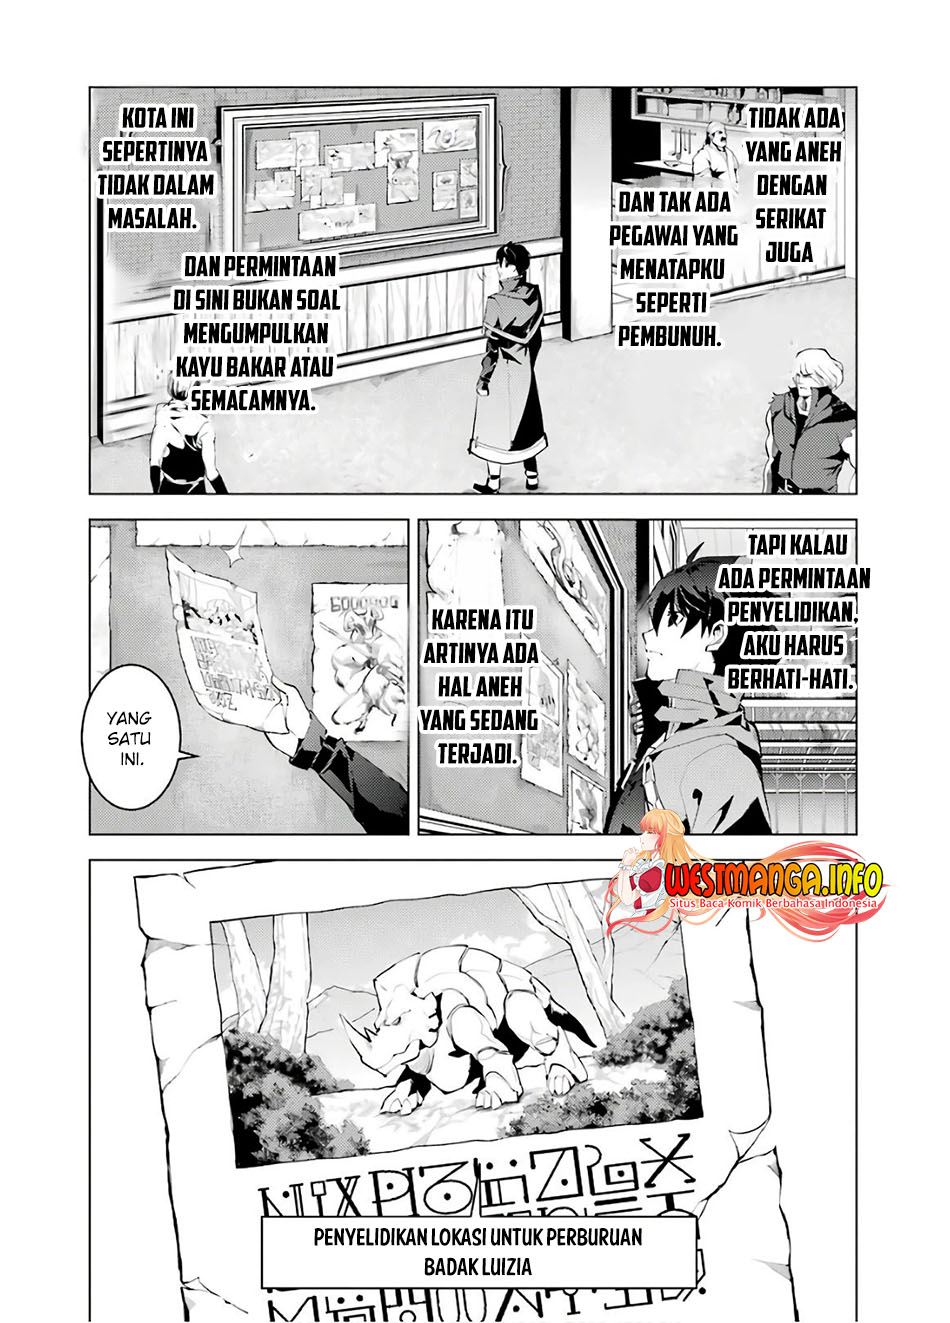 TIDAK ADA
YANG ANEH
DENGAN
SERIKAT
JUGA
DAN TAK ADA
PEGAWAI YANG
MENATAPKU
SEPERTI
PEMBUNUH.
KOTA INI
SEPERTINYA
TIDAK DALAM
MASALAH.
DAN PERMINTAAN
DI SINI BUKAN SOAL
MENGUMPULKAN
KAYU BAKAR ATAU
SEMACAMNYA.
TAPI KALAU
ADA PERMINTAAN
PENYELIDIKAN,
AKU HARUS
BERHATI-HATI.
KARENA ITU
ARTINYA ADA
HAL ANEH
YANG SEDANG
TERJADI.
YANG
SATU
INI.
WESTMANGA.INFO
Situs Baca Komik Berbahasa Indonesia
PENYELIDIKAN LOKASI UNTUK PERBURUAN
BADAK LUIZIA